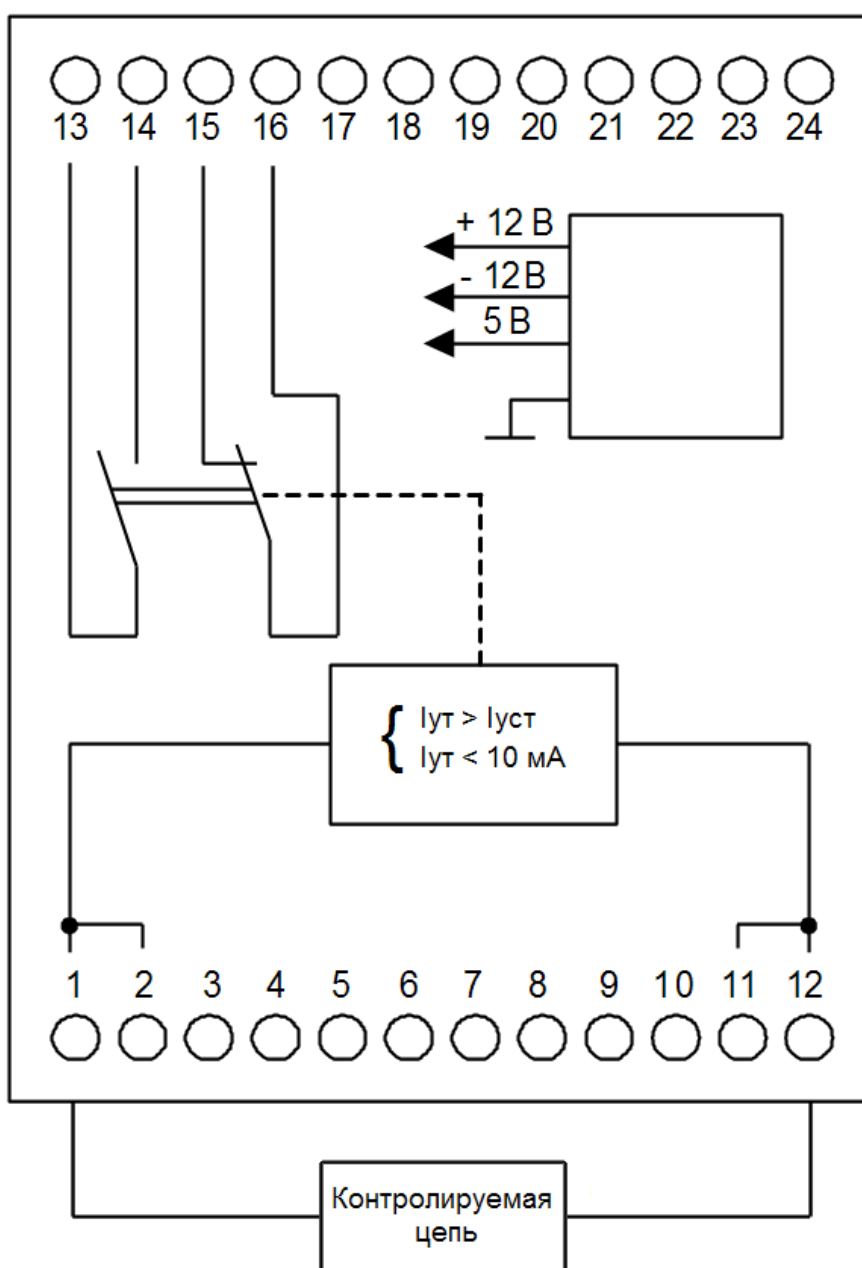 13 14 15 16 17 18 19 20 21 22 23 24
+ 12 В
- 12 В
5 В
{ Iут > Iуст
Iут < 10 мА
1 2 3 4 5 6 7 8 9 10 11 12
Контролируемая
цепь